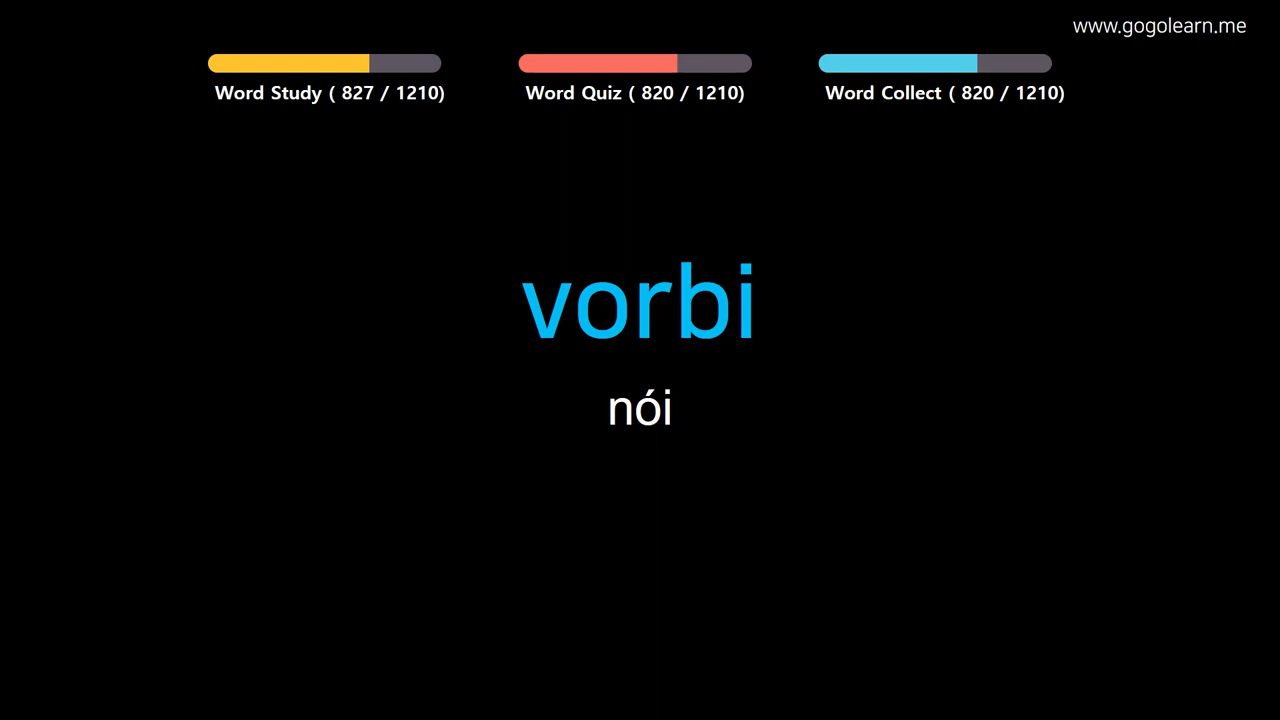 www.gogolearn.me
Word Study ( 827 / 1210)
Word Quiz ( 820 / 1210)
Word Collect ( 820 / 1210)
vorbi
nói